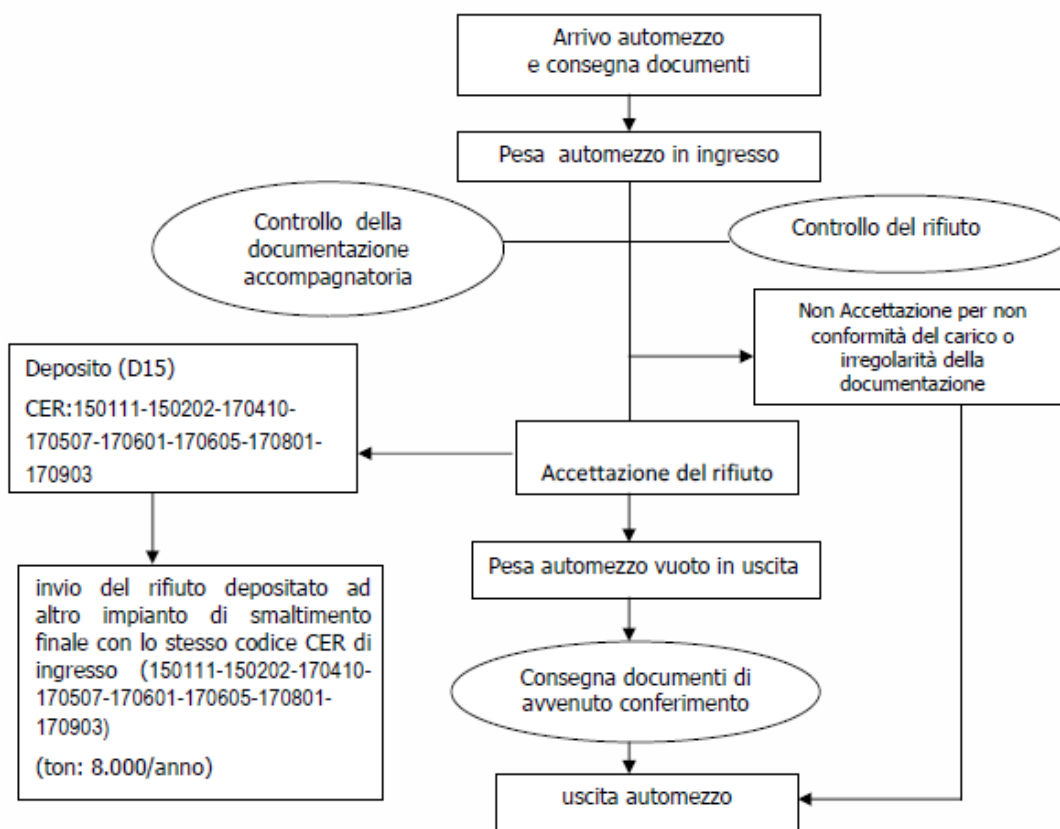 Arrivo automezzo
e consegna documenti
Pesa automezzo in ingresso
Controllo della
documentazione
accompagnatoria
Controllo del rifiuto
Non Accettazione per non
conformità del carico o
irregolarità della
documentazione
Deposito (D15)
CER:150111-150202-170410-
170507-170601-170605-170801-
170903
Accettazione del rifiuto
Pesa automezzo vuoto in uscita
invio del rifiuto depositato ad
altro impianto di smaltimento
finale con lo stesso codice CER di
ingresso (150111-150202-170410-
170507-170601-170605-170801-
170903)
(ton: 8.000/anno)
Consegna documenti di
avvenuto conferimento
uscita automezzo